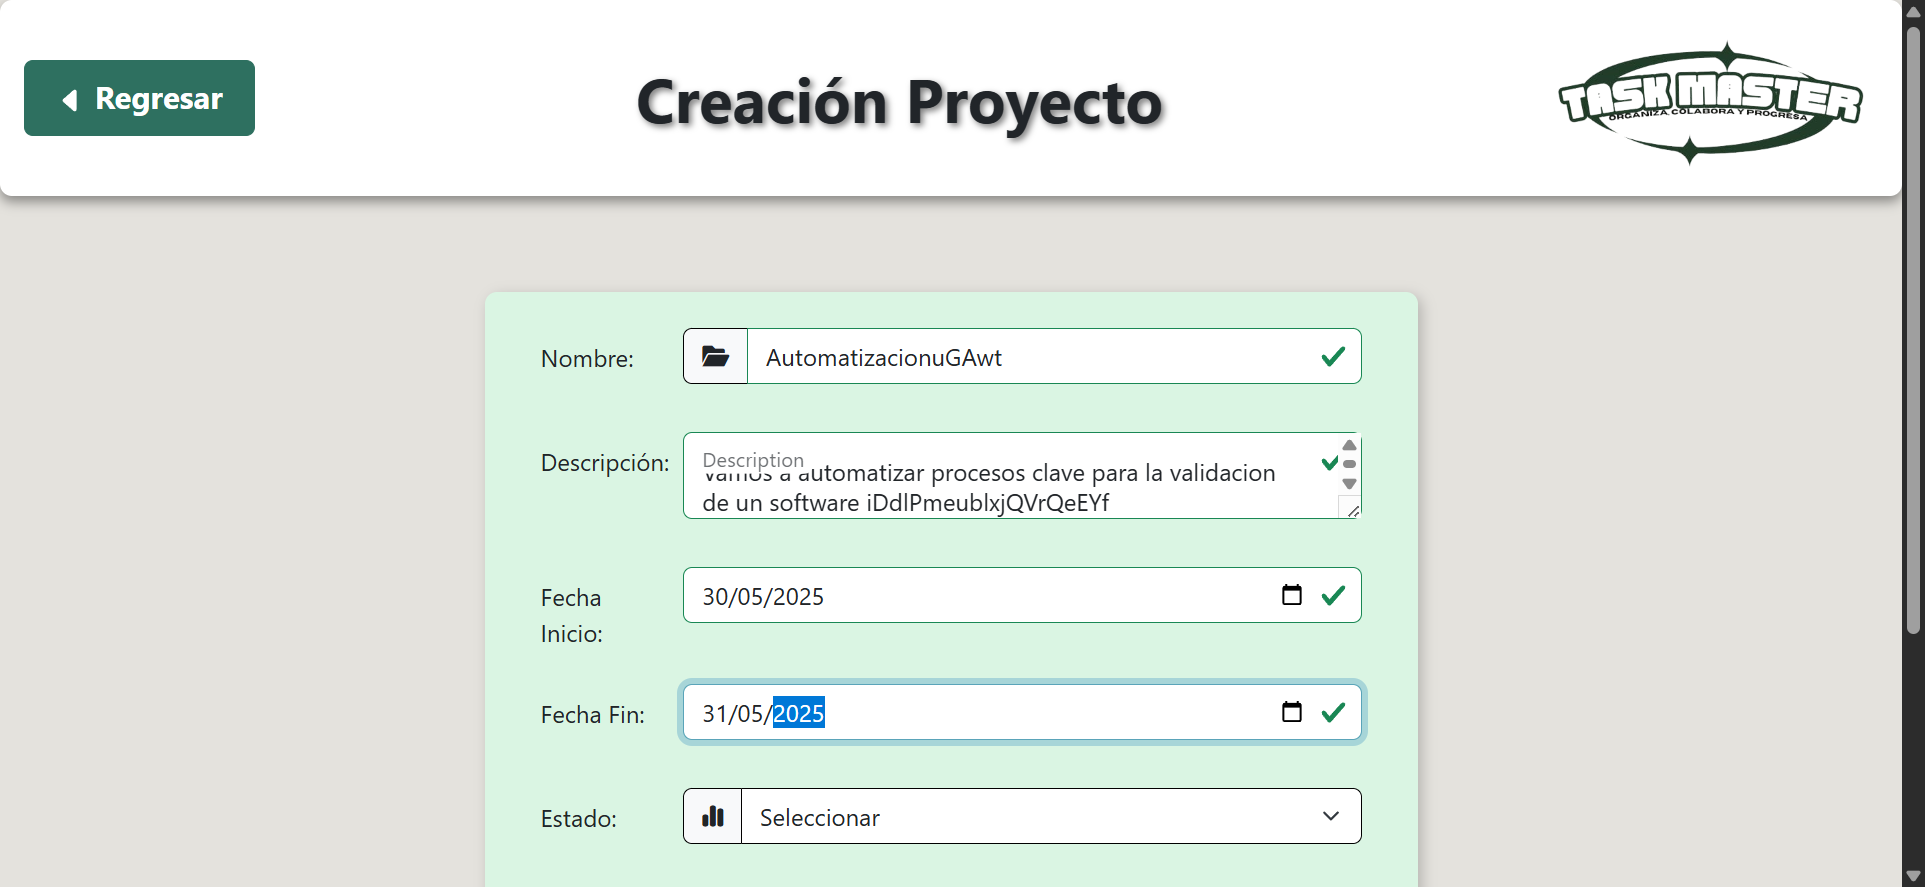 Regresar
Creación Proyecto
TASK MASTER
ORGANIZA, COLABORA Y PROGRESA
Nombre:
AutomatizacionuGAwt
Descripción:
Description
Vamos a automatizar procesos clave para la validacion
de un software iDdlPmeublxjQVrQeEYf
Fecha
Inicio:
30/05/2025
Fecha Fin:
31/05/2025
Estado:
Seleccionar